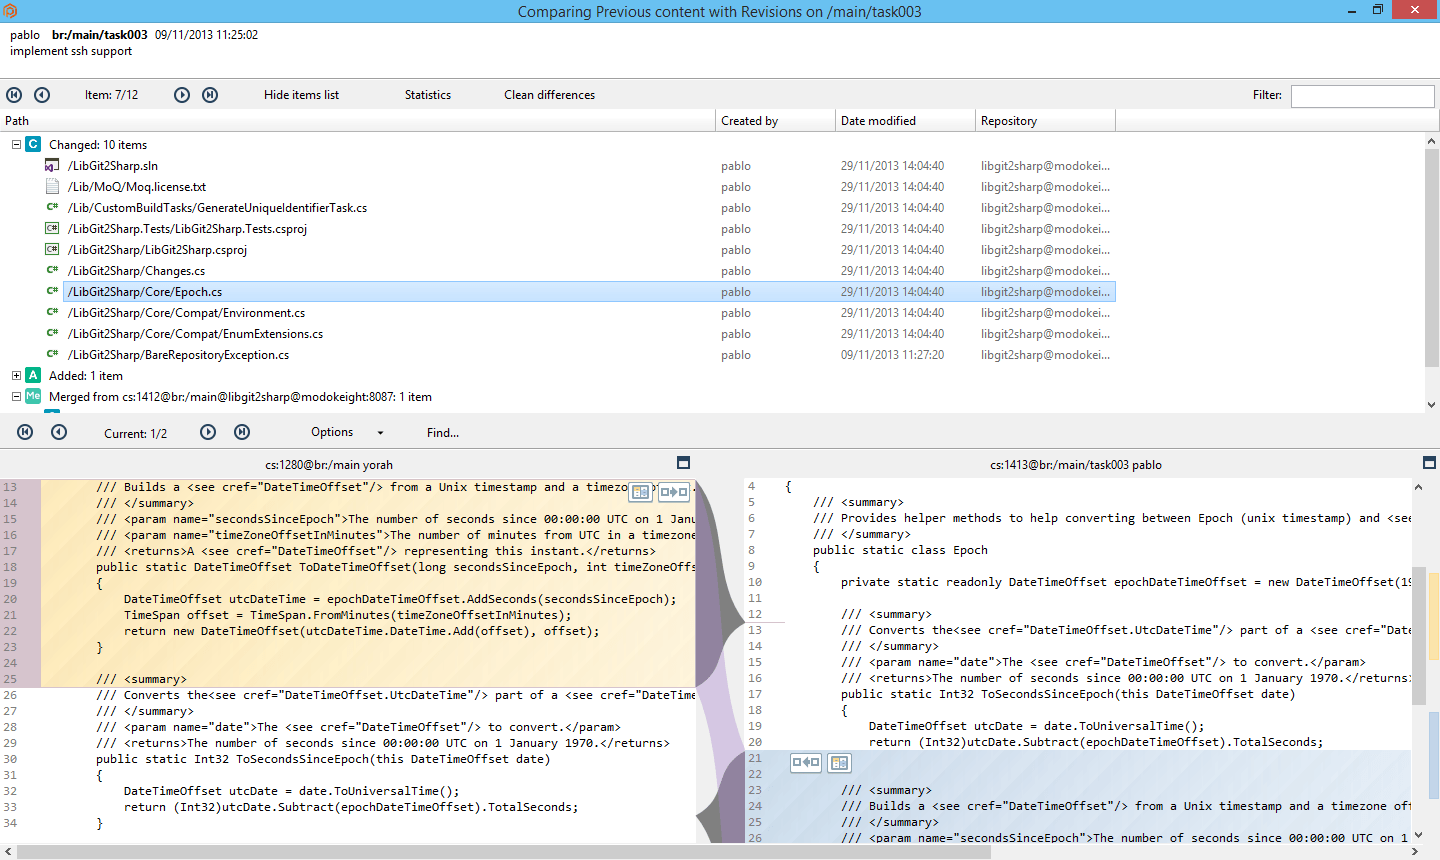 Comparing Previous content with Revisions on /main/task003
pablo br:/main/task003 09/11/2013 11:25:02
implement ssh support
Item: 7/12 Hide items list Statistics Clean differences Filter:
Path Created by Date modified Repository
C Changed: 10 items
/LibGit2Sharp.sln pablo 29/11/2013 14:04:40 libgit2sharp@modokei...
/Lib/MoQ/Moq.license.txt pablo 29/11/2013 14:04:40 libgit2sharp@modokei...
C# /Lib/CustomBuildTasks/GenerateUniqueIdentifierTask.cs pablo 29/11/2013 14:04:40 libgit2sharp@modokei...
C# /LibGit2Sharp.Tests/LibGit2Sharp.Tests.csproj pablo 29/11/2013 14:04:40 libgit2sharp@modokei...
C# /LibGit2Sharp/LibGit2Sharp.csproj pablo 29/11/2013 14:04:40 libgit2sharp@modokei...
C# /LibGit2Sharp/Changes.cs pablo 29/11/2013 14:04:40 libgit2sharp@modokei...
C# /LibGit2Sharp/Core/Epoch.cs pablo 29/11/2013 14:04:40 libgit2sharp@modokei...
C# /LibGit2Sharp/Core/Compat/Environment.cs pablo 29/11/2013 14:04:40 libgit2sharp@modokei...
C# /LibGit2Sharp/Core/Compat/EnumExtensions.cs pablo 29/11/2013 14:04:40 libgit2sharp@modokei...
C# /LibGit2Sharp/BareRepositoryException.cs pablo 09/11/2013 11:27:20 libgit2sharp@modokei...
A Added: 1 item
Me Merged from cs:1412@br:/main@libgit2sharp@modokeight:8087: 1 item
Current: 1/2 Options Find...
cs:1280@br:/main yorah
13 /// Builds a <see cref="DateTimeOffset"/> from a Unix timestamp and a timezo
14 /// </summary>
15 /// <param name="secondsSinceEpoch">The number of seconds since 00:00:00 UTC on 1 Janu
16 /// <param name="timeZoneOffsetInMinutes">The number of minutes from UTC in a timezone
17 /// <returns>A <see cref="DateTimeOffset"/> representing this instant.</returns>
18 public static DateTimeOffset ToDateTimeOffset(long secondsSinceEpoch, int timeZoneOffs
19 {
20 DateTimeOffset utcDateTime = epochDateTimeOffset.AddSeconds(secondsSinceEpoch);
21 TimeSpan offset = TimeSpan.FromMinutes(timeZoneOffsetInMinutes);
22 return new DateTimeOffset(utcDateTime.DateTime.Add(offset), offset);
23 }
24
25 /// <summary>
26 /// Converts the<see cref="DateTimeOffset.UtcDateTime"/> part of a <see cref="DateTime
27 /// </summary>
28 /// <param name="date">The <see cref="DateTimeOffset"/> to convert.</param>
29 /// <returns>The number of seconds since 00:00:00 UTC on 1 January 1970.</returns>
30 public static Int32 ToSecondsSinceEpoch(this DateTimeOffset date)
31 {
32 DateTimeOffset utcDate = date.ToUniversalTime();
33 return (Int32)utcDate.Subtract(epochDateTimeOffset).TotalSeconds;
34 }
cs:1413@br:/main/task003 pablo
4 {
5 /// <summary>
6 /// Provides helper methods to help converting between Epoch (unix timestamp) and <see
7 /// </summary>
8 public static class Epoch
9 {
10 private static readonly DateTimeOffset epochDateTimeOffset = new DateTimeOffset(19
11
12 /// <summary>
13 /// Converts the<see cref="DateTimeOffset.UtcDateTime"/> part of a <see cref="Date
14 /// </summary>
15 /// <param name="date">The <see cref="DateTimeOffset"/> to convert.</param>
16 /// <returns>The number of seconds since 00:00:00 UTC on 1 January 1970.</returns>
17 public static Int32 ToSecondsSinceEpoch(this DateTimeOffset date)
18 {
19 DateTimeOffset utcDate = date.ToUniversalTime();
20 return (Int32)utcDate.Subtract(epochDateTimeOffset).TotalSeconds;
21
22
23 /// <summary>
24 /// Builds a <see cref="DateTimeOffset"/> from a Unix timestamp and a timezone off
25 /// </summary>
26 /// <param name="secondsSinceEpoch">The number of seconds since 00:00:00 UTC on 1